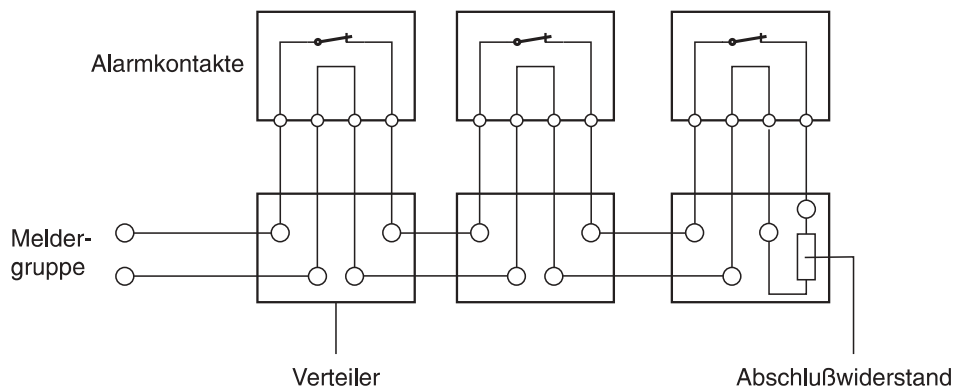 Alarmkontakte
Melder-
gruppe
Verteiler
Abschlußwiderstand